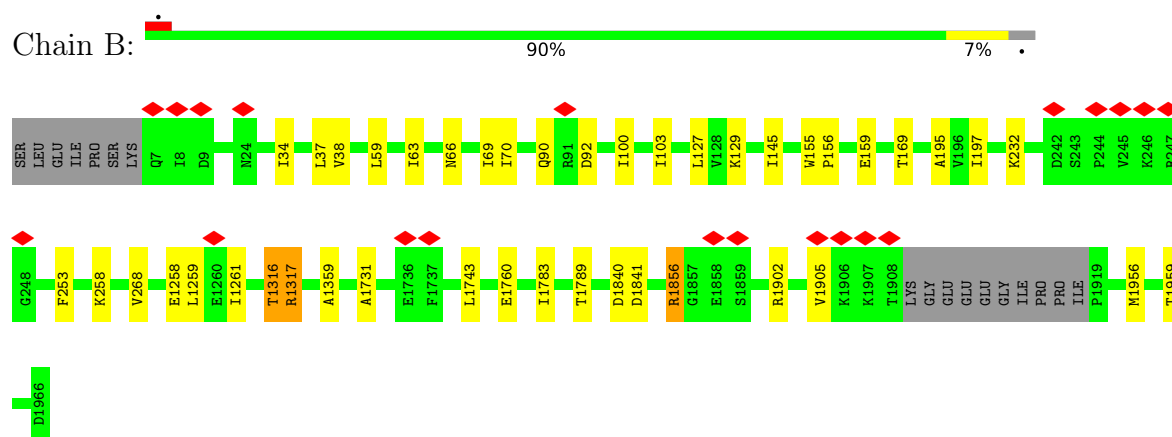 Chain B: 90% 7%
SER LEU GLU ILE PRO SER LYS Q7 I8 D9 N24 I34 L37 V38 L59 I63 N66 I69 I70 Q90 R91 D92 I100 I103 L127 V128 K129 I145 W155 P156 E159 T169 A195 V196 I197 K232 D242 S243 P244 V245 K246
G248 F253 K258 V268 E1258 L1259 E1260 I1261 T1316 R1317 A1359 A1731 E1736 F1737 L1743 E1760 I1783 T1789 D1840 D1841 R1856 G1857 E1858 S1859 R1902 V1905 K1906 K1907 T1908 LYS GLY GLU GLU GLU GLY ILE PRO PRO ILE P1919 M1956 T1959
D1966